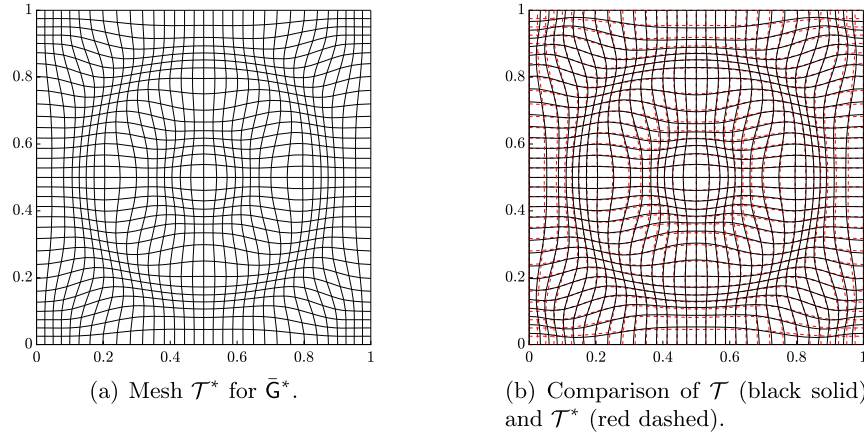 1
0.8
0.6
0.4
0.2
0
0 0.2 0.4 0.6 0.8 1
(a) Mesh 𝒯* for Ḡ*.
1
0.8
0.6
0.4
0.2
0
0 0.2 0.4 0.6 0.8 1
(b) Comparison of 𝒯 (black solid)
and 𝒯* (red dashed).